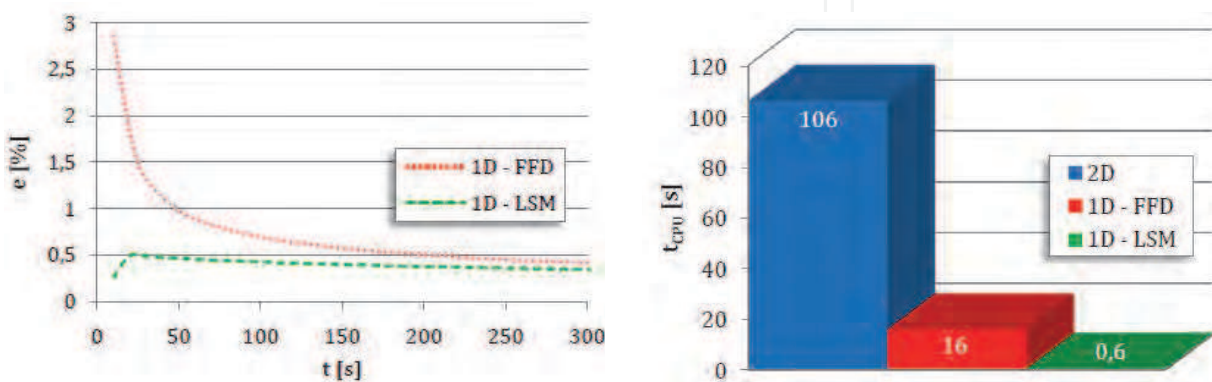 3
2,5
2
1,5
1
0,5
0
e [%]
0 50 100 150 200 250 300
t [s]
1D - FFD
1D - LSM
120
100
80
60
40
20
0
t_CPU [s]
106
16
0,6
2D
1D - FFD
1D - LSM